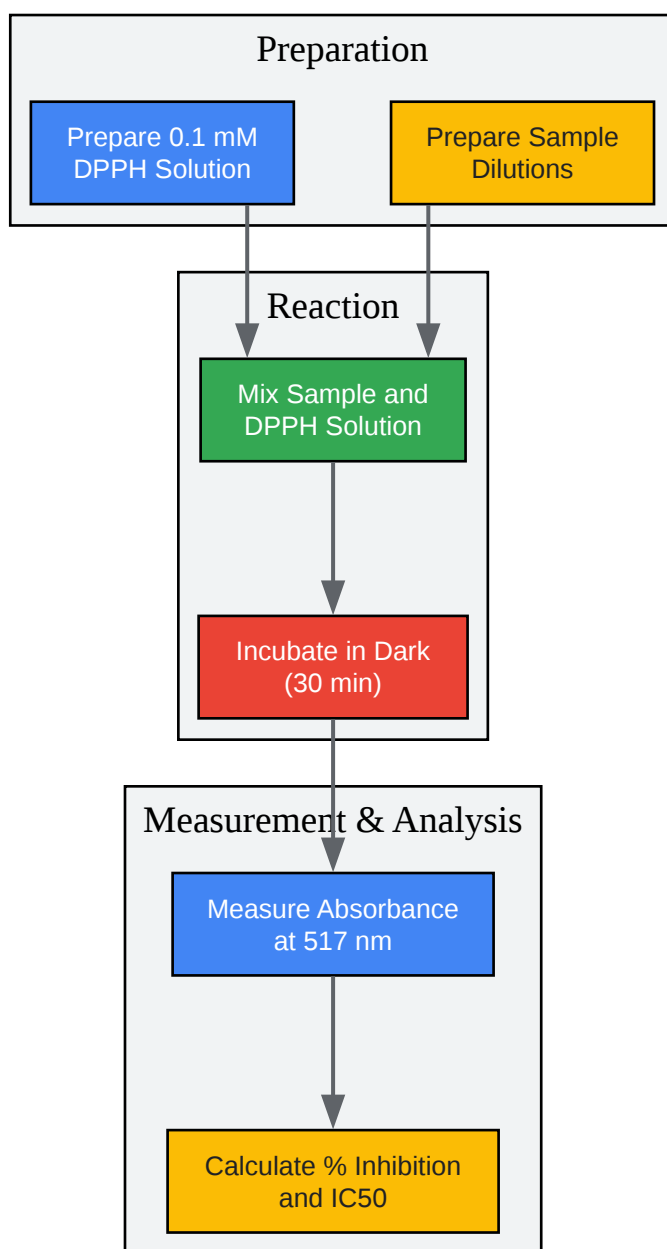 Preparation
Prepare 0.1 mM
DPPH Solution
Prepare Sample
Dilutions
Reaction
Mix Sample and
DPPH Solution
Incubate in Dark
(30 min)
Measurement & Analysis
Measure Absorbance
at 517 nm
Calculate % Inhibition
and IC50